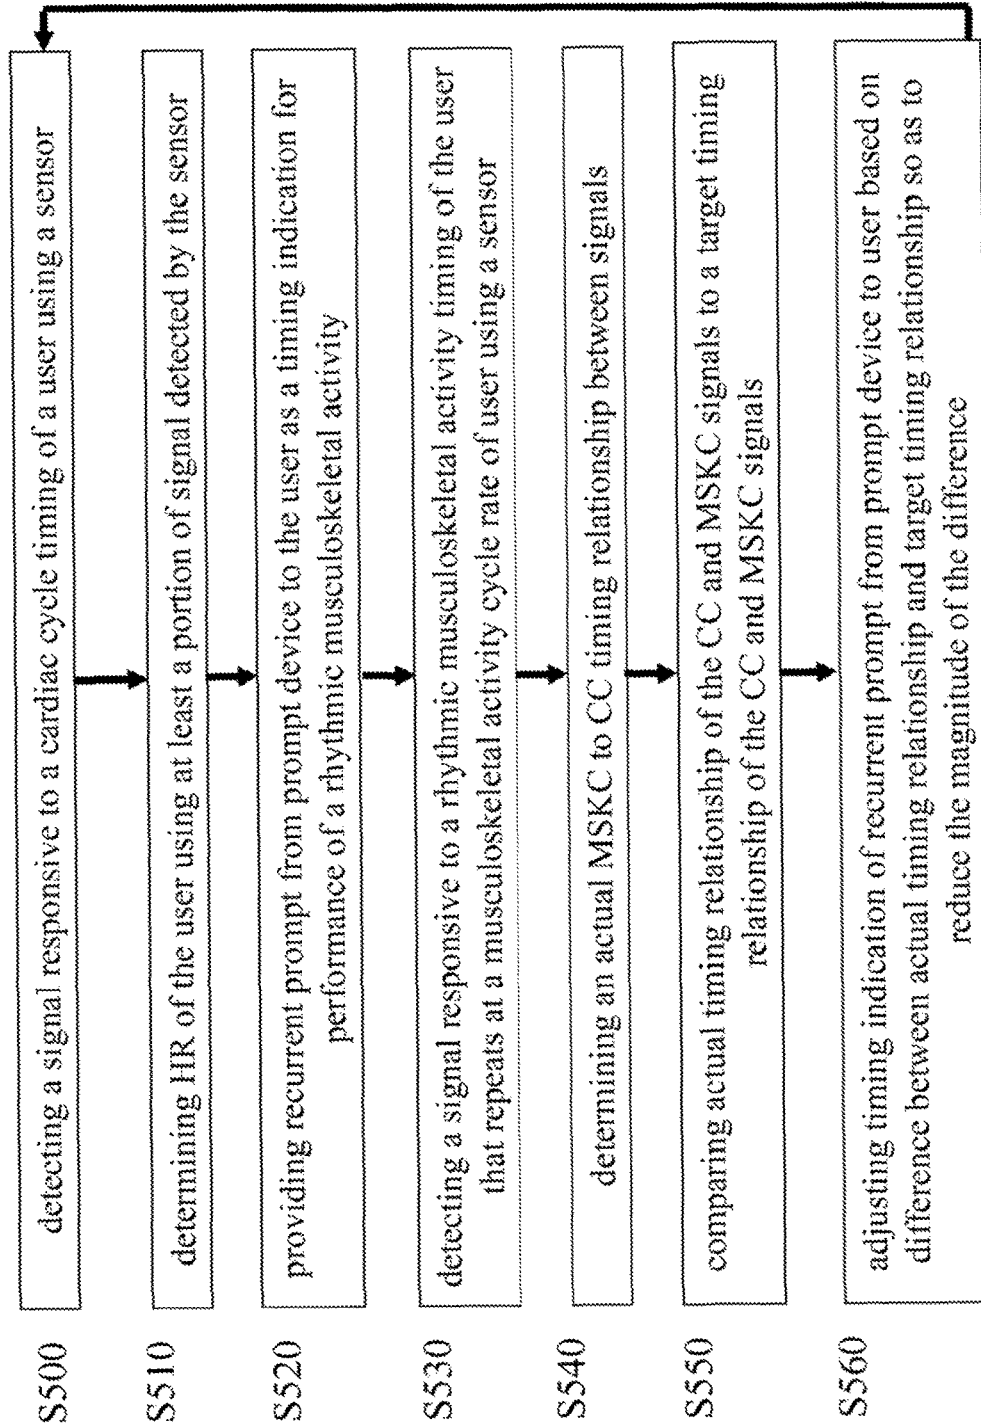 S500
detecting a signal responsive to a cardiac cycle timing of a user using a sensor
S510
determining HR of the user using at least a portion of signal detected by the sensor
S520
providing recurrent prompt from prompt device to the user as a timing indication for
performance of a rhythmic musculoskeletal activity
S530
detecting a signal responsive to a rhythmic musculoskeletal activity timing of the user
that repeats at a musculoskeletal activity cycle rate of user using a sensor
S540
determining an actual MSKC to CC timing relationship between signals
S550
comparing actual timing relationship of the CC and MSKC signals to a target timing
relationship of the CC and MSKC signals
S560
adjusting timing indication of recurrent prompt from prompt device to user based on
difference between actual timing relationship and target timing relationship so as to
reduce the magnitude of the difference